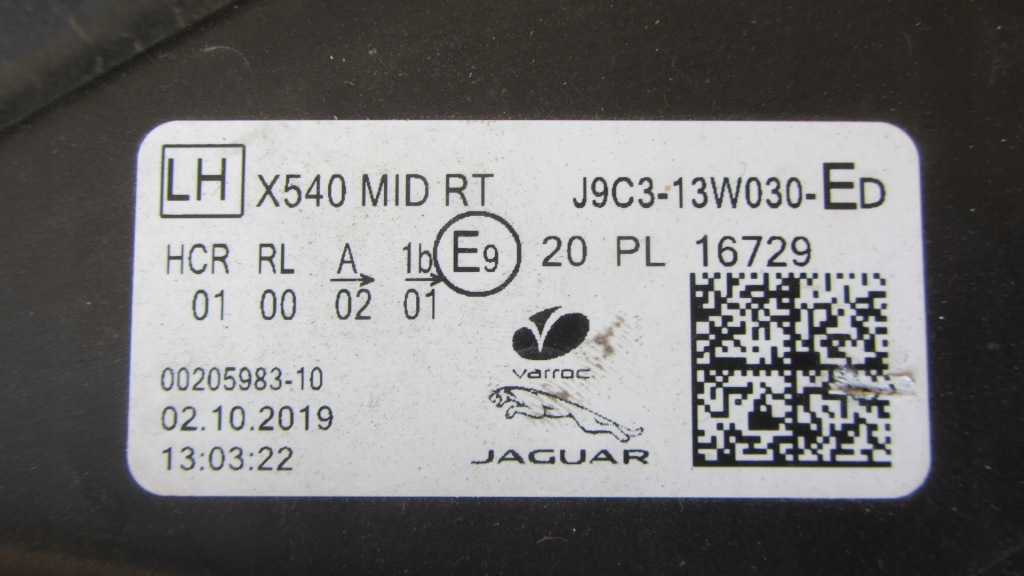 LH X540 MID RT J9C3-13W030-ED
HCR RL A 1b E9 20 PL 16729
01 00 02 01
varroc
00205983-10
02.10.2019
13:03:22
JAGUAR